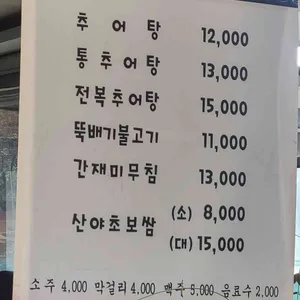 추어탕 12,000
통추어탕 13,000
전복추어탕 15,000
뚝배기불고기 11,000
간재미무침 13,000
산야초보쌈 (소) 8,000
(대) 15,000
소주 4,000 막걸리 4,000 맥주 5,000 음료수 2,000